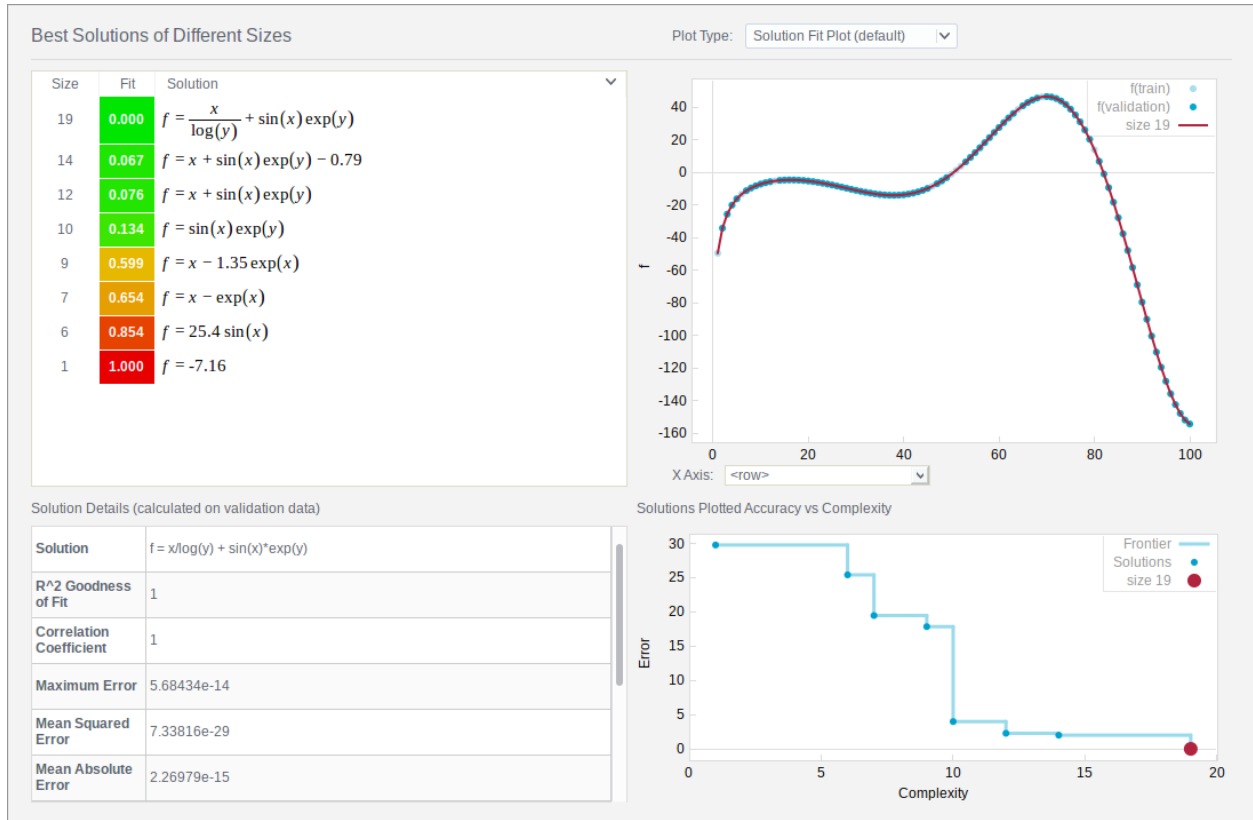 Best Solutions of Different Sizes
Plot Type: Solution Fit Plot (default)
Size Fit Solution
19 0.000 f = x/log(y) + sin(x) exp(y)
14 0.067 f = x + sin(x) exp(y) − 0.79
12 0.076 f = x + sin(x) exp(y)
10 0.134 f = sin(x) exp(y)
9 0.599 f = x − 1.35 exp(x)
7 0.654 f = x − exp(x)
6 0.854 f = 25.4 sin(x)
1 1.000 f = -7.16
f(train)
f(validation)
size 19
40
20
0
-20
-40
-60
-80
-100
-120
-140
-160
f
0 20 40 60 80 100
X Axis: <row>
Solution Details (calculated on validation data)
Solution f = x/log(y) + sin(x)*exp(y)
R^2 Goodness
of Fit 1
Correlation
Coefficient 1
Maximum Error 5.68434e-14
Mean Squared
Error 7.33816e-29
Mean Absolute
Error 2.26979e-15
Solutions Plotted Accuracy vs Complexity
Frontier
Solutions
size 19
30
25
20
15
10
5
0
Error
0 5 10 15 20
Complexity